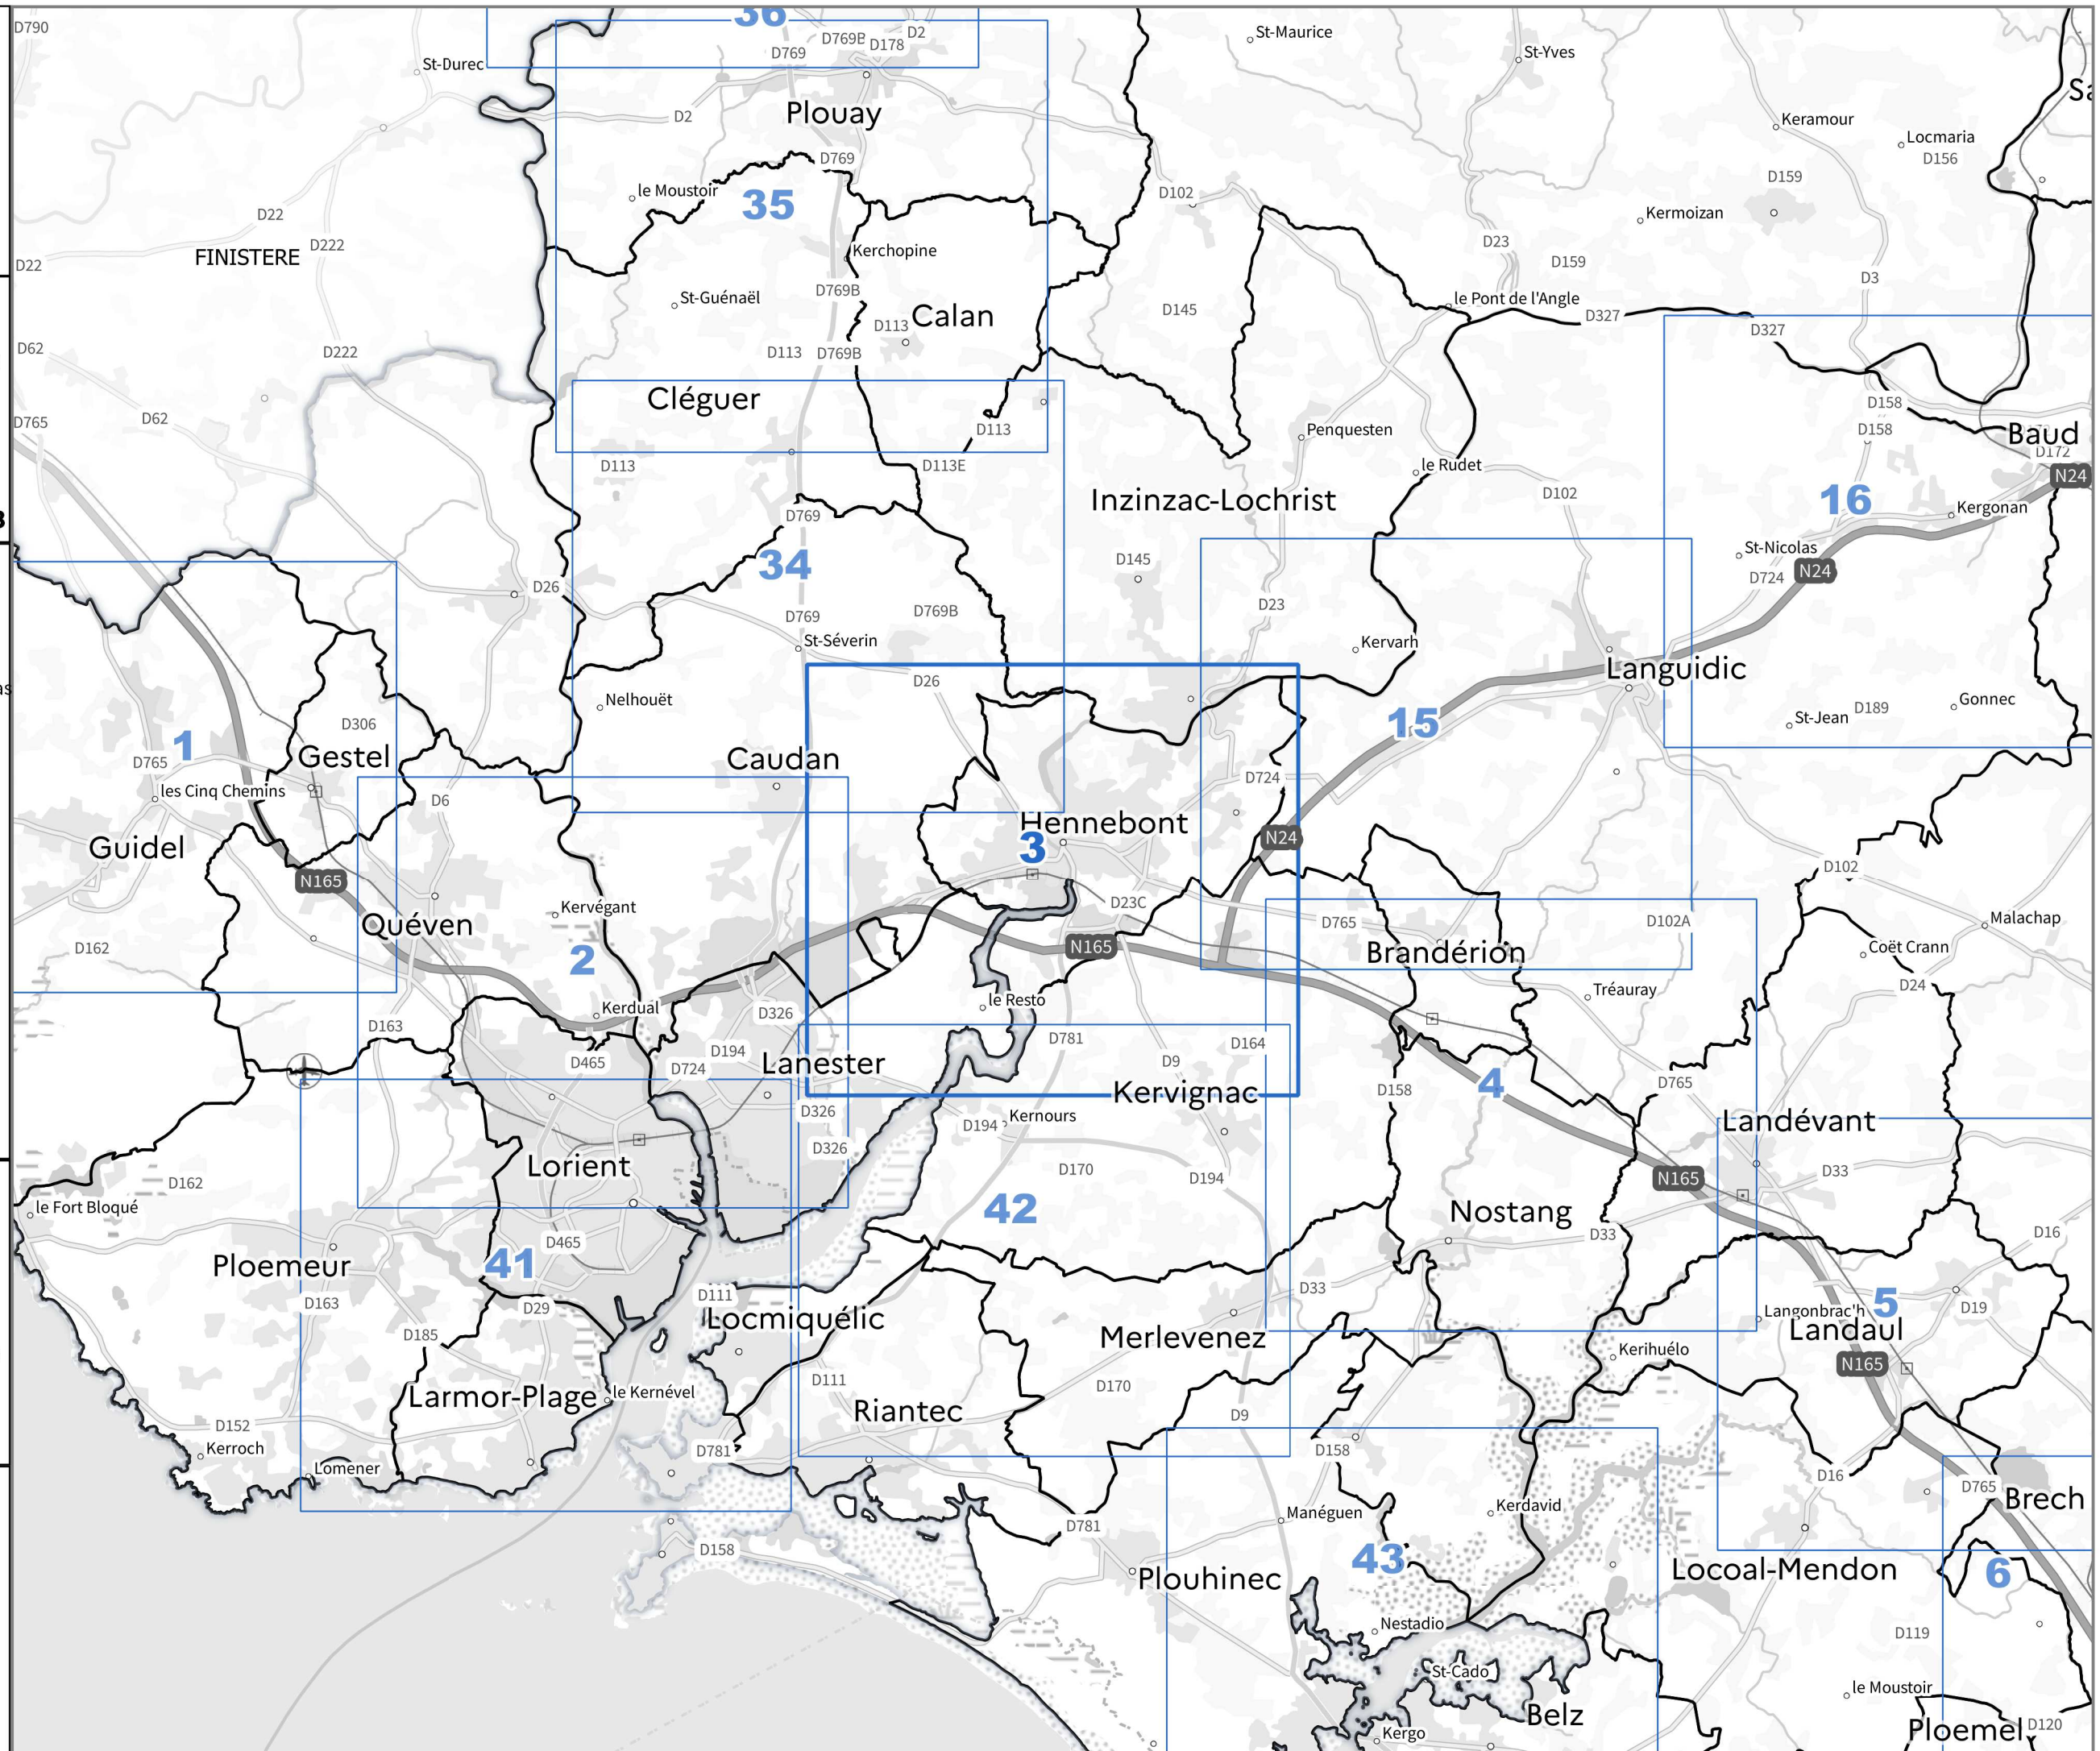 36
D790
D769B
D2
D178
St-Maurice
D769
St-Yves
St-Durec
Plouay
D2
Keramour
Locmaria
D156
D769
D159
le Moustoir
35
D102
Kermoizan
D22
D222
FINISTERE
D22
Kerchopine
D23
D159
D3
D769B
St-Guénaël
le Pont de l'Angle
D145
Calan
D113
D327
D327
D62
D222
D113
D769B
Cléguer
D158
D765
D62
D113
Penquesten
D158
Baud
D172
D113
D113E
le Rudet
N24
Inzinzac-Lochrist
D102
16
Kergonan
D769
34
D145
St-Nicolas
N24
D724
D26
D769
D769B
D23
St-Séverin
Kervarh
Languidic
D26
Nelhouët
15
St-Jean
D189
Gonnec
D306
1
Gestel
D765
Caudan
les Cinq Chemins
D6
D724
Guidel
Hennebont
3
N24
D102
N165
D23C
Kervégant
Quéven
D765
D102A
Malachap
D162
2
N165
Brandérion
Coët Crann
D24
Tréauray
le Resto
Kerdual
D326
D163
D781
D164
D465
D194
D724
Lanester
D9
Kervignac
D158
4
D765
D326
Kernours
D194
Landévant
D326
Lorient
D170
D194
N165
D33
D162
le Fort Bloqué
42
Nostang
D33
D16
D465
41
Ploemeur
D33
D163
D111
D29
5
D19
Langonbrac'h
Locmiquélic
Landaul
D185
Merlevenez
Kerihuélo
N165
D111
D170
le Kernével
Larmor-Plage
Riantec
D9
D152
Kerroch
D781
D158
Lomener
D16
D765
Brech
Manéguen
Kerdavid
D781
D158
43
Locoal-Mendon
6
Plouhinec
Nestadio
D119
St-Cado
le Moustoir
Belz
Kergo
Ploemel
D120